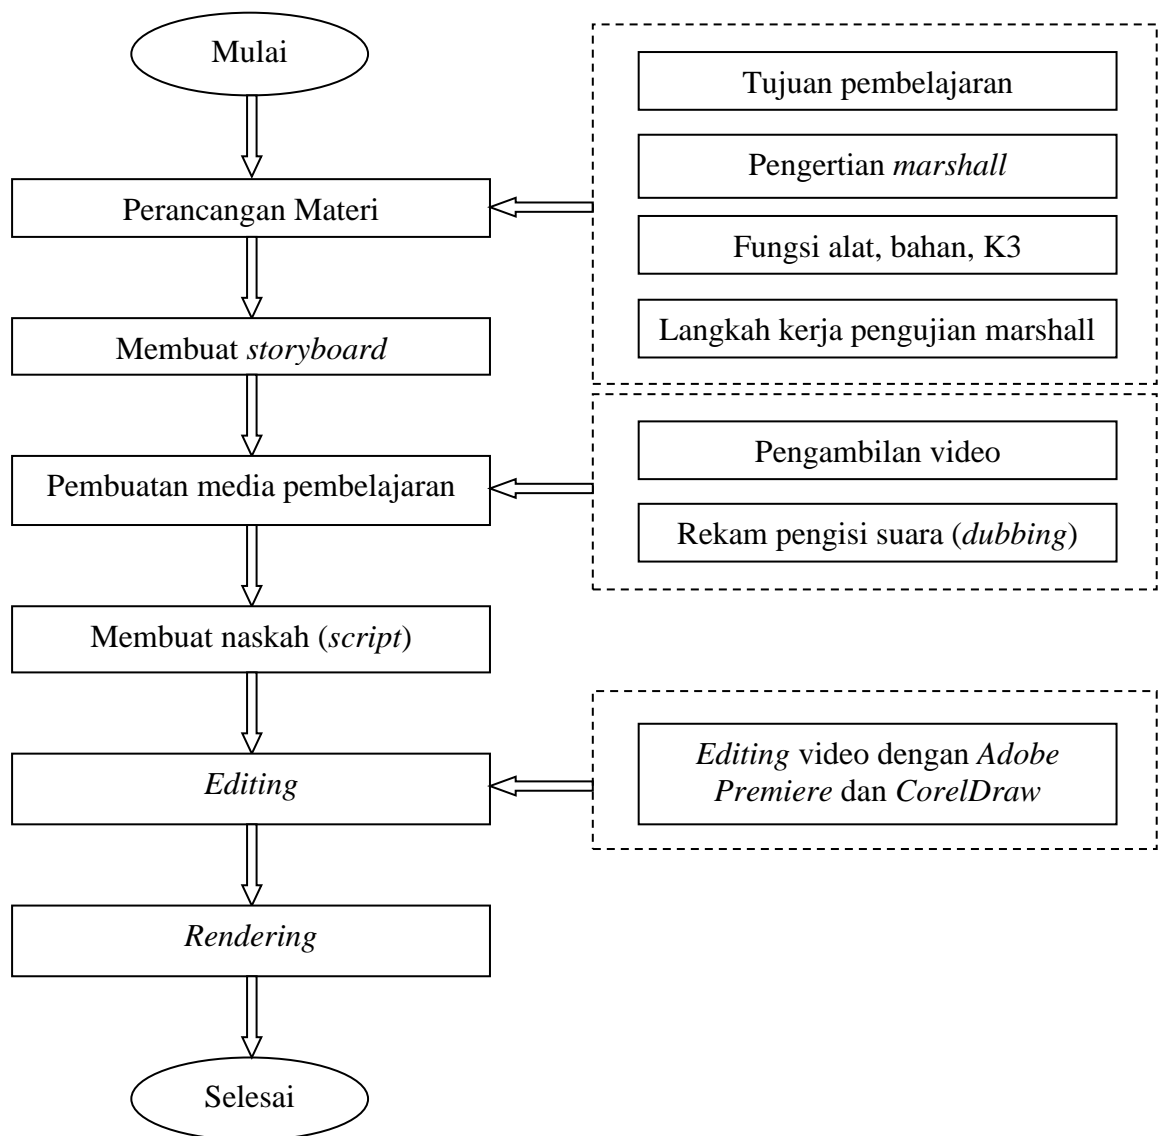 Mulai
Perancangan Materi
Membuat storyboard
Pembuatan media pembelajaran
Membuat naskah (script)
Editing
Rendering
Selesai
Tujuan pembelajaran
Pengertian marshall
Fungsi alat, bahan, K3
Langkah kerja pengujian marshall
Pengambilan video
Rekam pengisi suara (dubbing)
Editing video dengan Adobe
Premiere dan CorelDraw